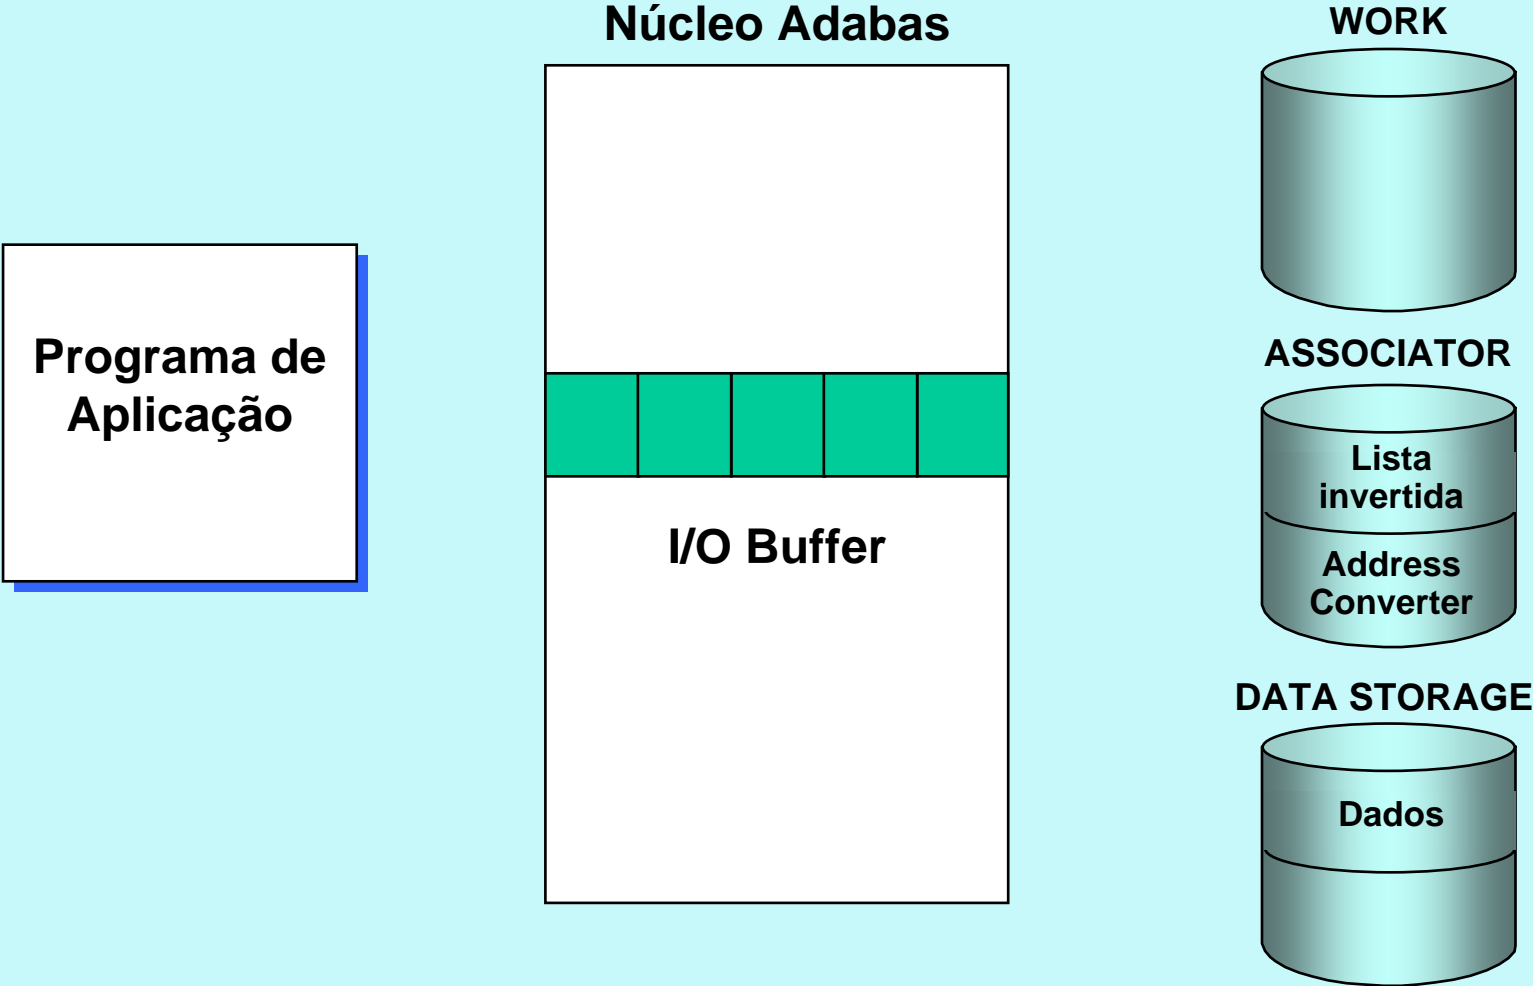 Núcleo Adabas
WORK
Programa de
Aplicação
I/O Buffer
ASSOCIATOR
Lista
invertida
Address
Converter
DATA STORAGE
Dados